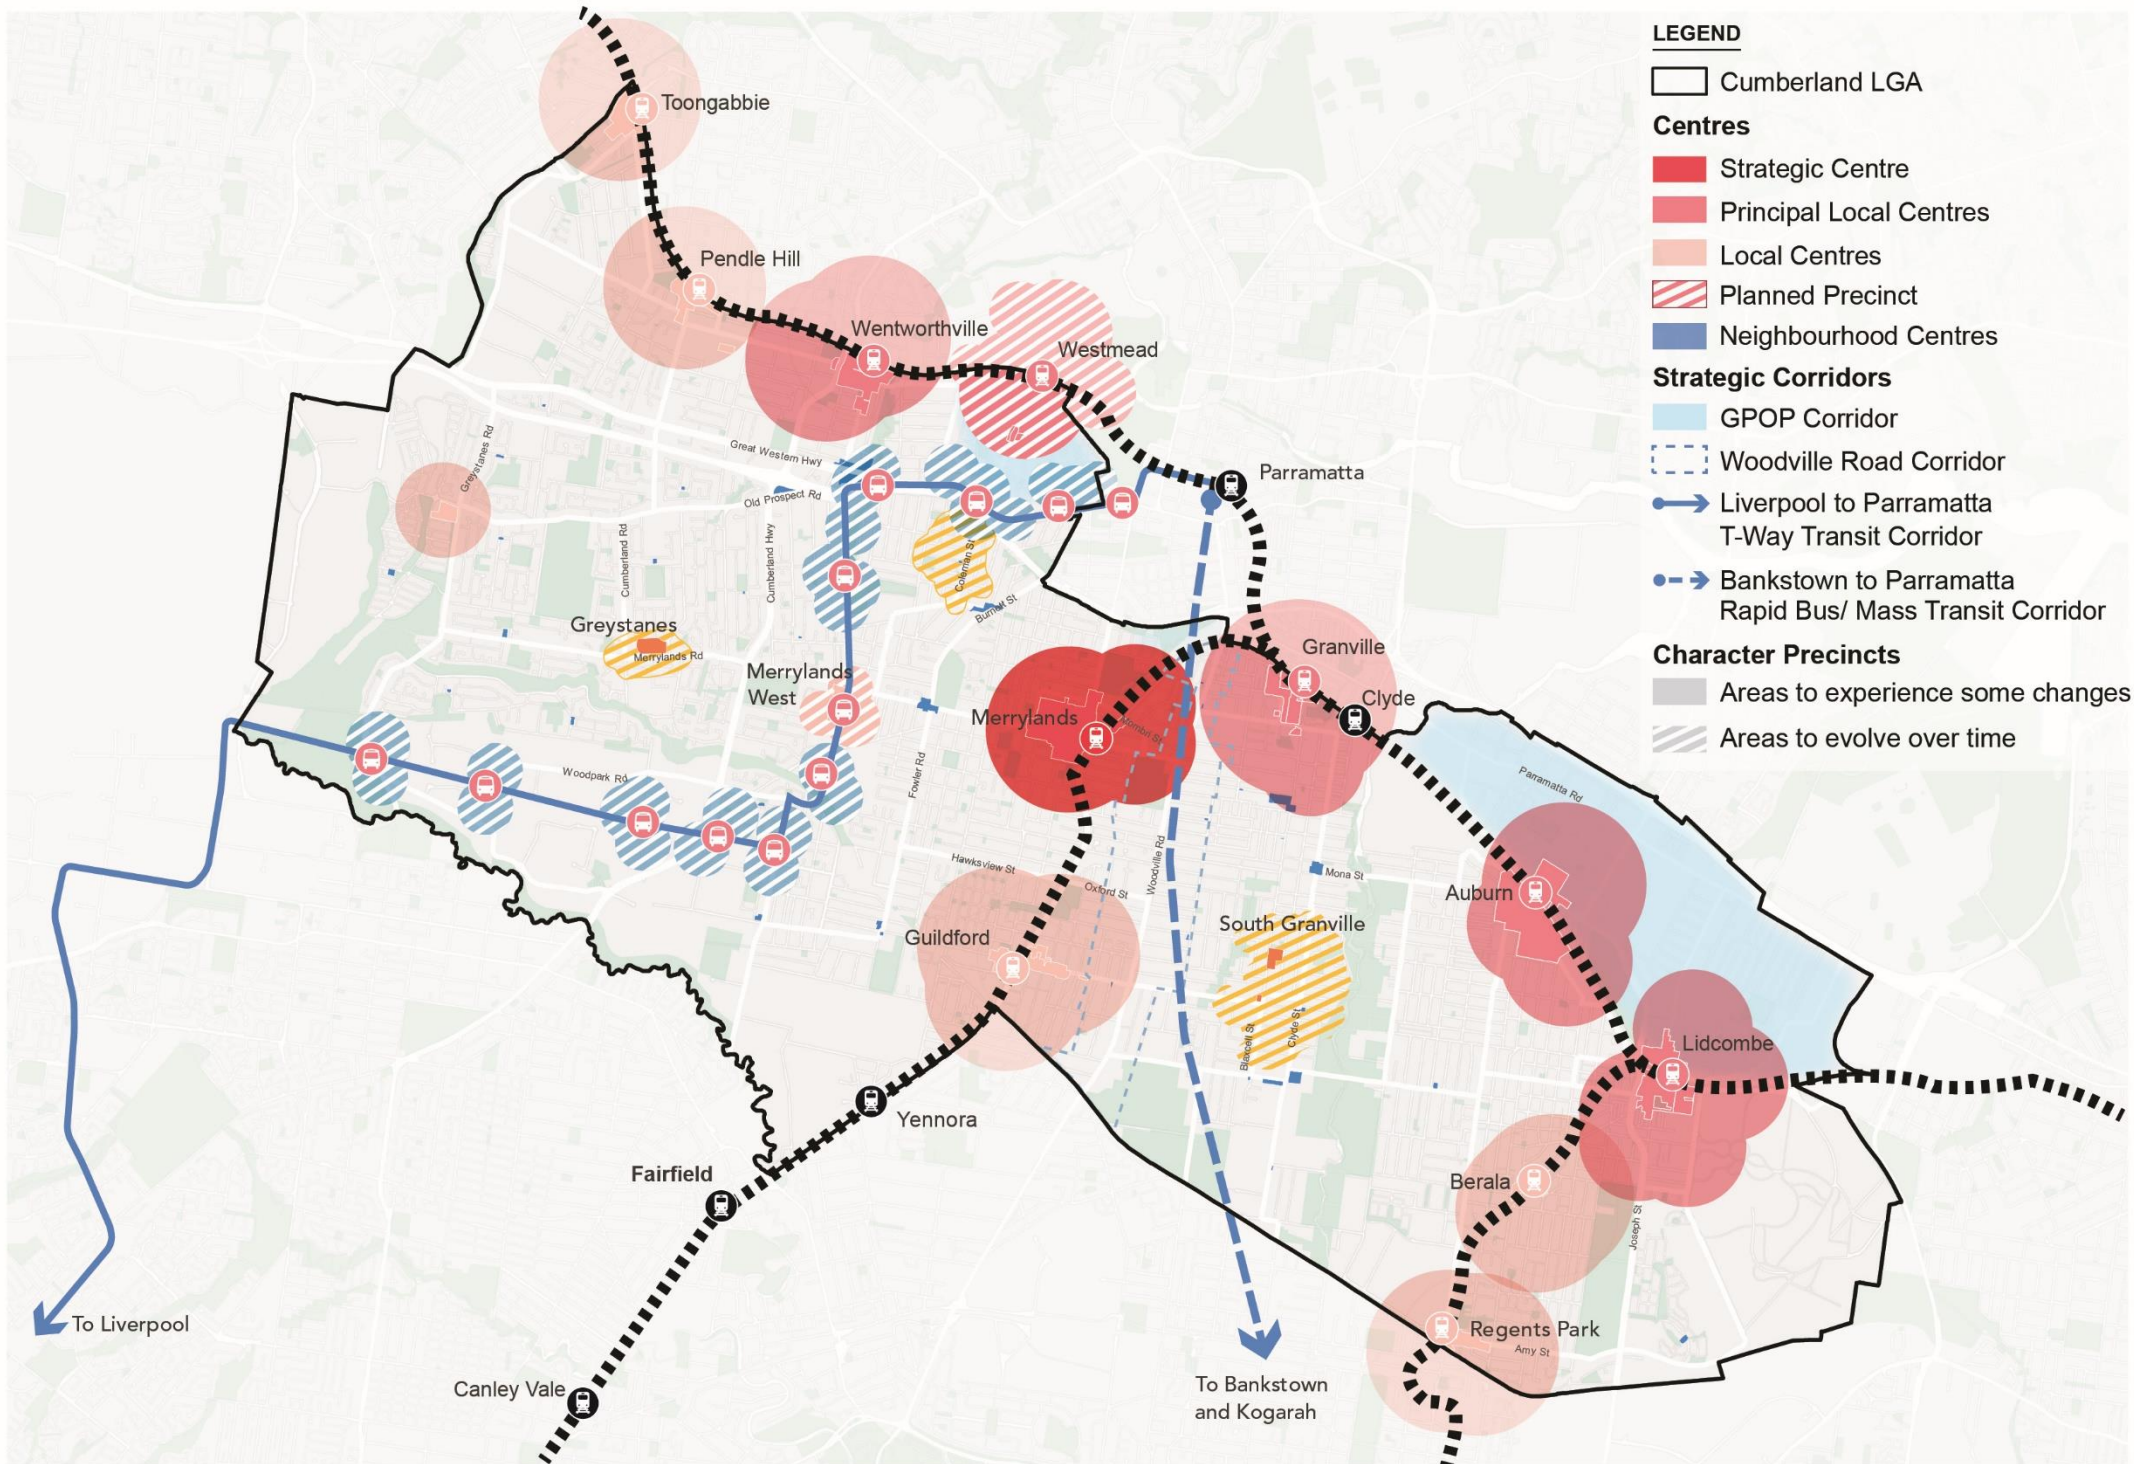 LEGEND
Cumberland LGA
Centres
Strategic Centre
Principal Local Centres
Local Centres
Planned Precinct
Neighbourhood Centres
Strategic Corridors
GPOP Corridor
Woodville Road Corridor
Liverpool to Parramatta
T-Way Transit Corridor
Bankstown to Parramatta
Rapid Bus/ Mass Transit Corridor
Character Precincts
Areas to experience some changes
Areas to evolve over time
Toongabbie
Pendle Hill
Wentworthville
Westmead
Greystanes Rd
Great Western Hwy
Old Prospect Rd
Parramatta
Cumberland Rd
Cumberland Hwy
Coleman St
Burnett St
Greystanes
Merrylands Rd
Merrylands
West
Granville
Clyde
Merrylands
Memorial St
Woodpark Rd
Fowler Rd
Parramatta Rd
Hawksview St
Oxford St
Woodville Rd
Mona St
Auburn
Guildford
South Granville
Blaxcell St
Clyde St
Lidcombe
Yennora
Fairfield
Berala
Joseph St
To Liverpool
Regents Park
Amy St
Canley Vale
To Bankstown
and Kogarah